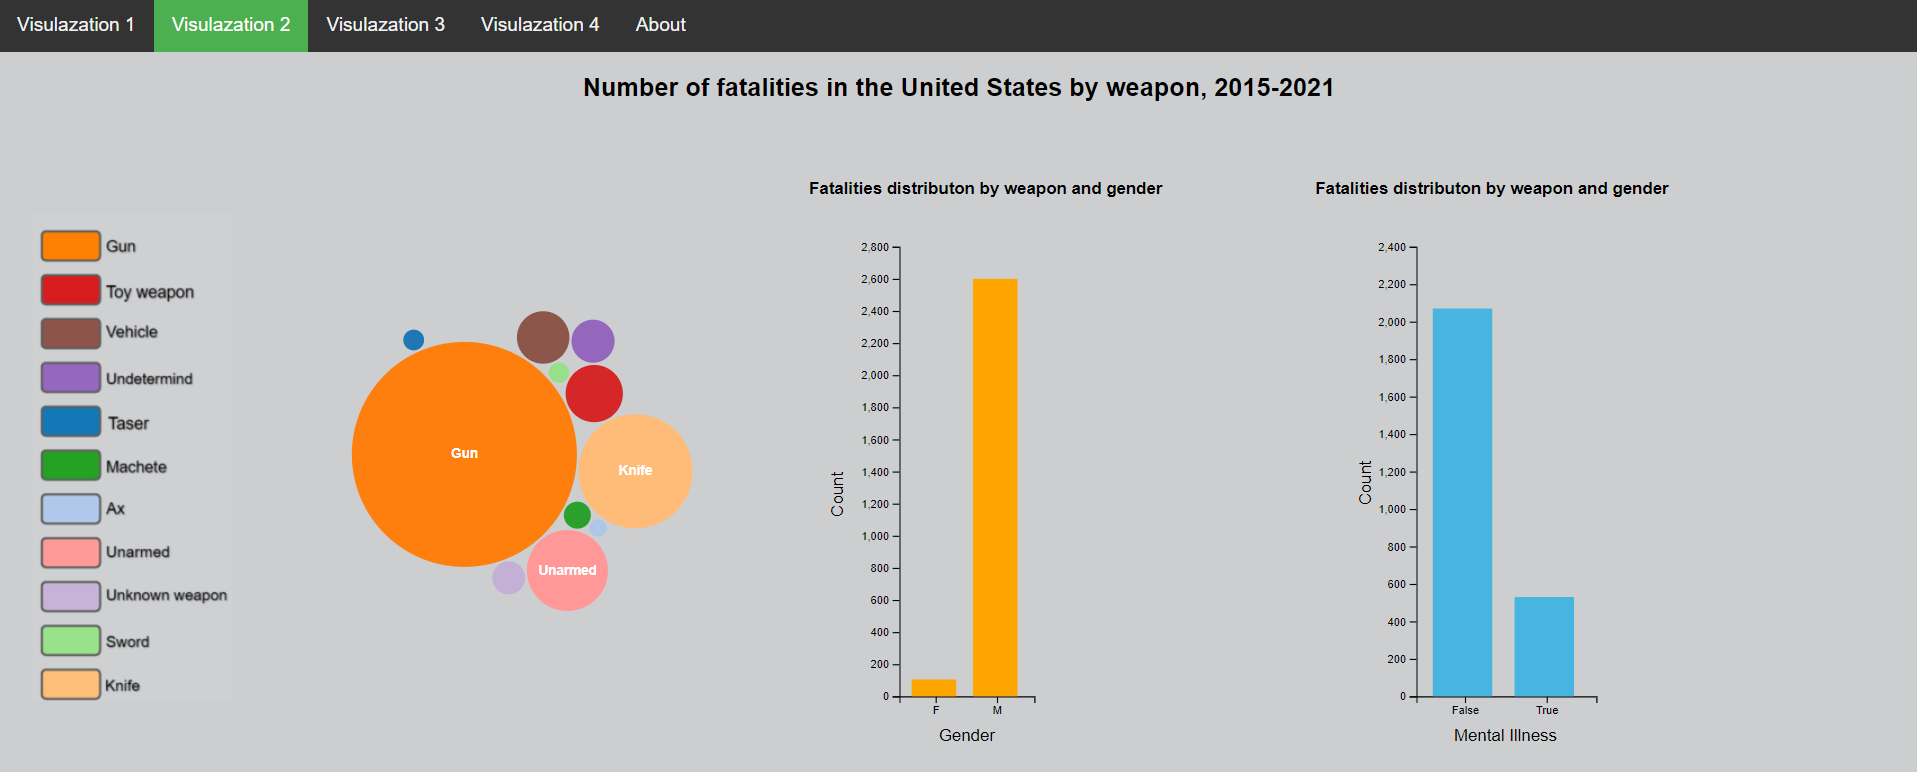 Visulazation 1 Visulazation 2 Visulazation 3 Visulazation 4 About
Number of fatalities in the United States by weapon, 2015-2021
Gun
Toy weapon
Vehicle
Undetermind
Taser
Machete
Ax
Unarmed
Unknown weapon
Sword
Knife
Gun
Knife
Unarmed
Fatalities distributon by weapon and gender
2,800
2,600
2,400
2,200
2,000
1,800
1,600
1,400
1,200
1,000
800
600
400
200
0
Count
F M
Gender
Fatalities distributon by weapon and gender
2,400
2,200
2,000
1,800
1,600
1,400
1,200
1,000
800
600
400
200
0
Count
False True
Mental Illness